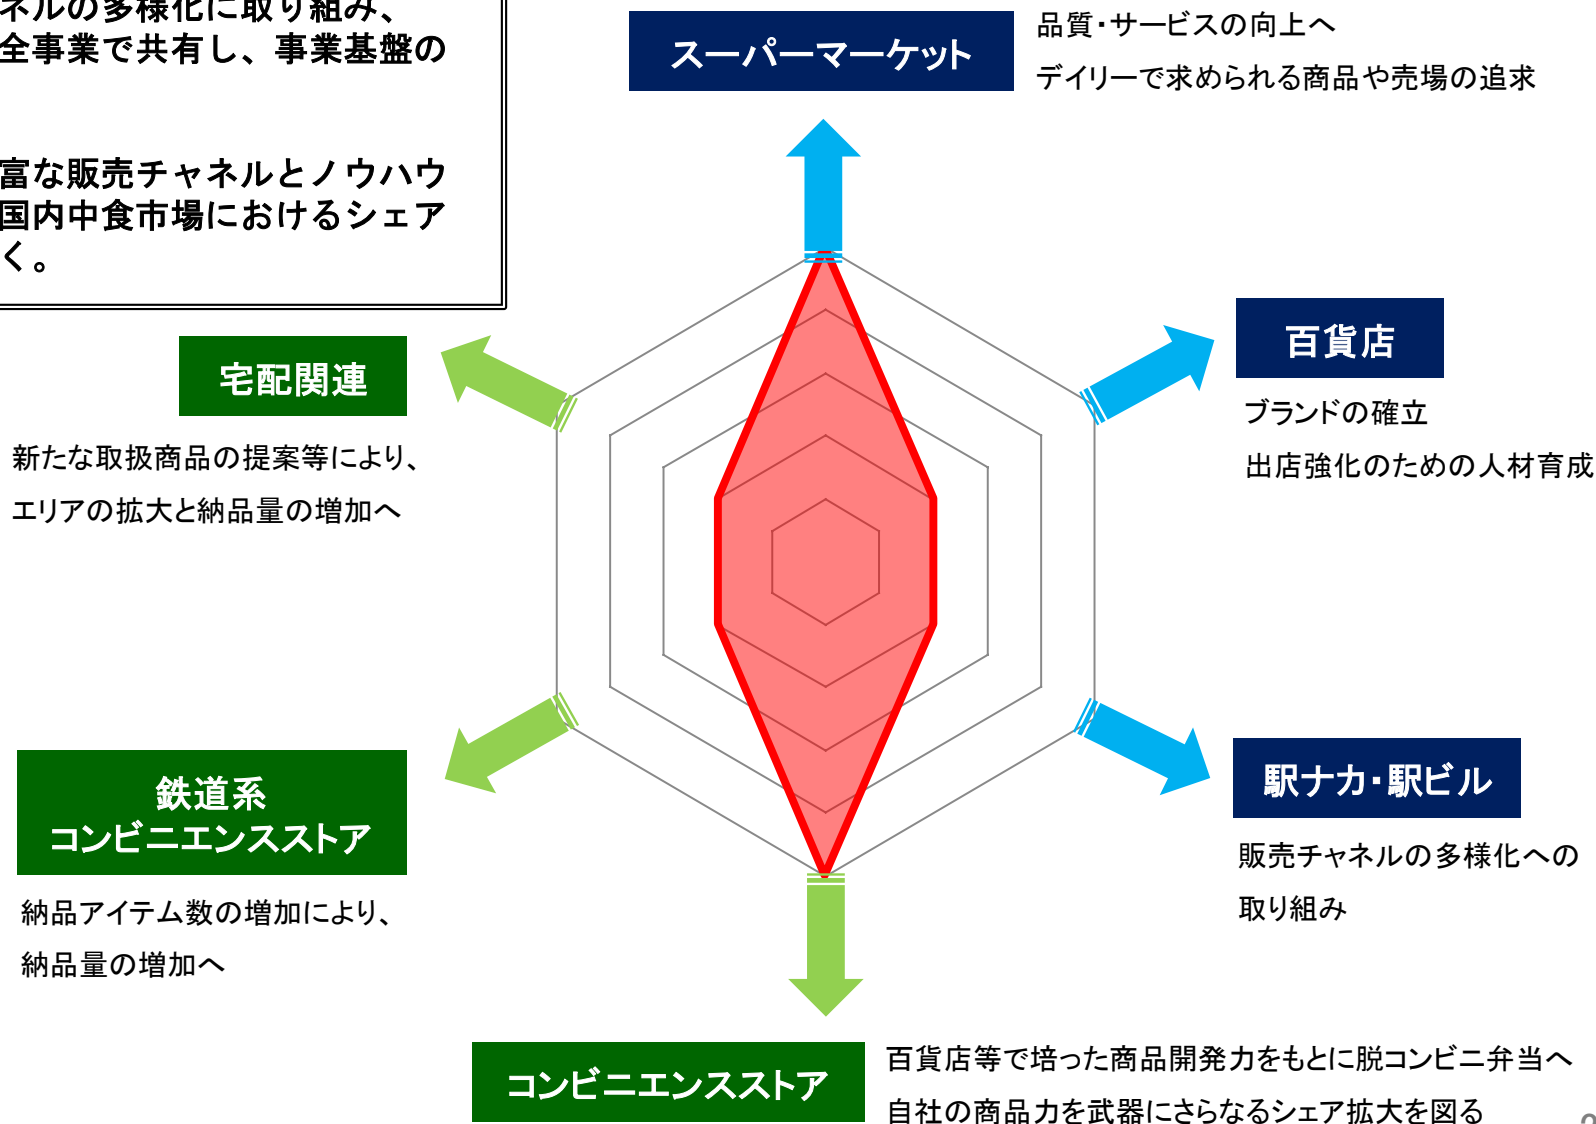 ネルの多様化に取り組み、
全事業で共有し、事業基盤の
富な販売チャネルとノウハウ
国内中食市場におけるシェア
く。
スーパーマーケット
品質・サービスの向上へ
デイリーで求められる商品や売場の追求
百貨店
ブランドの確立
出店強化のための人材育成
宅配関連
新たな取扱商品の提案等により、
エリアの拡大と納品量の増加へ
駅ナカ・駅ビル
販売チャネルの多様化への
取り組み
鉄道系
コンビニエンスストア
納品アイテム数の増加により、
納品量の増加へ
コンビニエンスストア
百貨店等で培った商品開発力をもとに脱コンビニ弁当へ
自社の商品力を武器にさらなるシェア拡大を図る